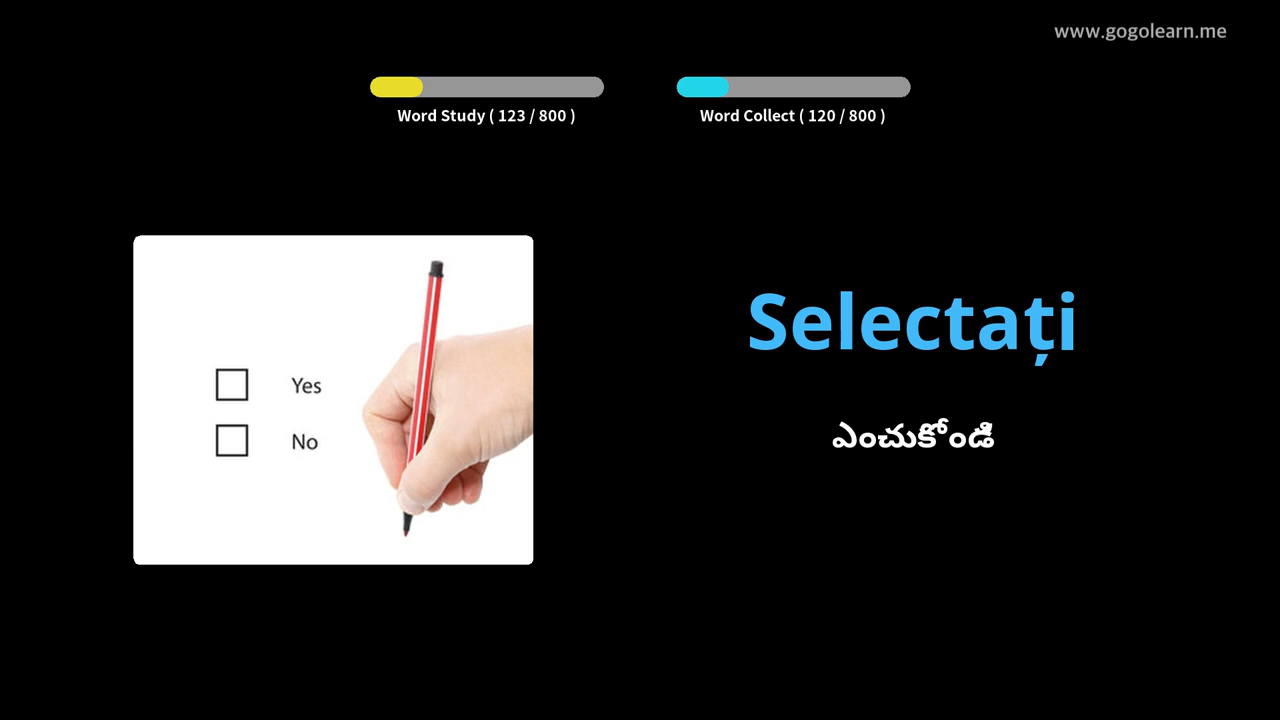 www.gogolearn.me
Word Study ( 123 / 800 )
Word Collect ( 120 / 800 )
Yes
No
Selectați
ఎంచుకోండి